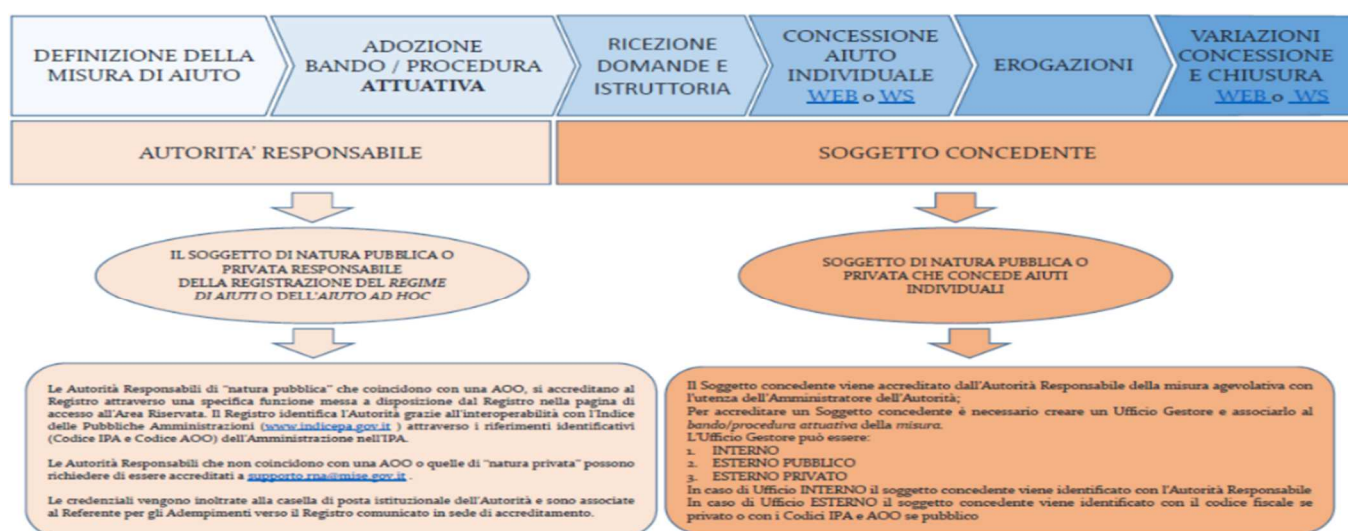 DEFINIZIONE DELLA
MISURA DI AIUTO
ADOZIONE
BANDO / PROCEDURA
ATTUATIVA
RICEZIONE
DOMANDE E
ISTRUTTORIA
CONCESSIONE
AIUTO
INDIVIDUALE
WEB o WS
EROGAZIONI
VARIAZIONI
CONCESSIONE
E CHIUSURA
WEB o WS
AUTORITA' RESPONSABILE
SOGGETTO CONCEDENTE
IL SOGGETTO DI NATURA PUBBLICA O
PRIVATA RESPONSABILE
DELLA REGISTRAZIONE DEL REGIME
DI AIUTI O DELL'AIUTO AD HOC
SOGGETTO DI NATURA PUBBLICA O
PRIVATA CHE CONCEDE AIUTI
INDIVIDUALI
Le Autorità Responsabili di "natura pubblica" che coincidono con una AOO, si accreditano al
Registro attraverso una specifica funzione messa a disposizione dal Registro nella pagina di
accesso all'Area Riservata. Il Registro identifica l'Autorità grazie all'interoperabilità con l'Indice
delle Pubbliche Amministrazioni (www.indicepa.gov.it ) attraverso i riferimenti identificativi
(Codice IPA e Codice AOO) dell'Amministrazione nell'IPA.
Le Autorità Responsabili che non coincidono con una AOO o quelle di "natura privata" possono
richiedere di essere accreditati a supporto.rna@mise.gov.it .
Le credenziali vengono inoltrate alla casella di posta istituzionale dell'Autorità e sono associate
al Referente per gli Adempimenti verso il Registro comunicato in sede di accreditamento.
Il Soggetto concedente viene accreditato dall'Autorità Responsabile della misura agevolativa con
l'utenza dell'Amministratore dell'Autorità;
Per accreditare un Soggetto concedente è necessario creare un Ufficio Gestore e associarlo al
bando/procedura attuativa della misura.
L'Ufficio Gestore può essere:
1. INTERNO
2. ESTERNO PUBBLICO
3. ESTERNO PRIVATO
In caso di Ufficio INTERNO il soggetto concedente viene identificato con l'Autorità Responsabile
In caso di Ufficio ESTERNO il soggetto concedente viene identificato con il codice fiscale se
privato o con i Codici IPA e AOO se pubblico